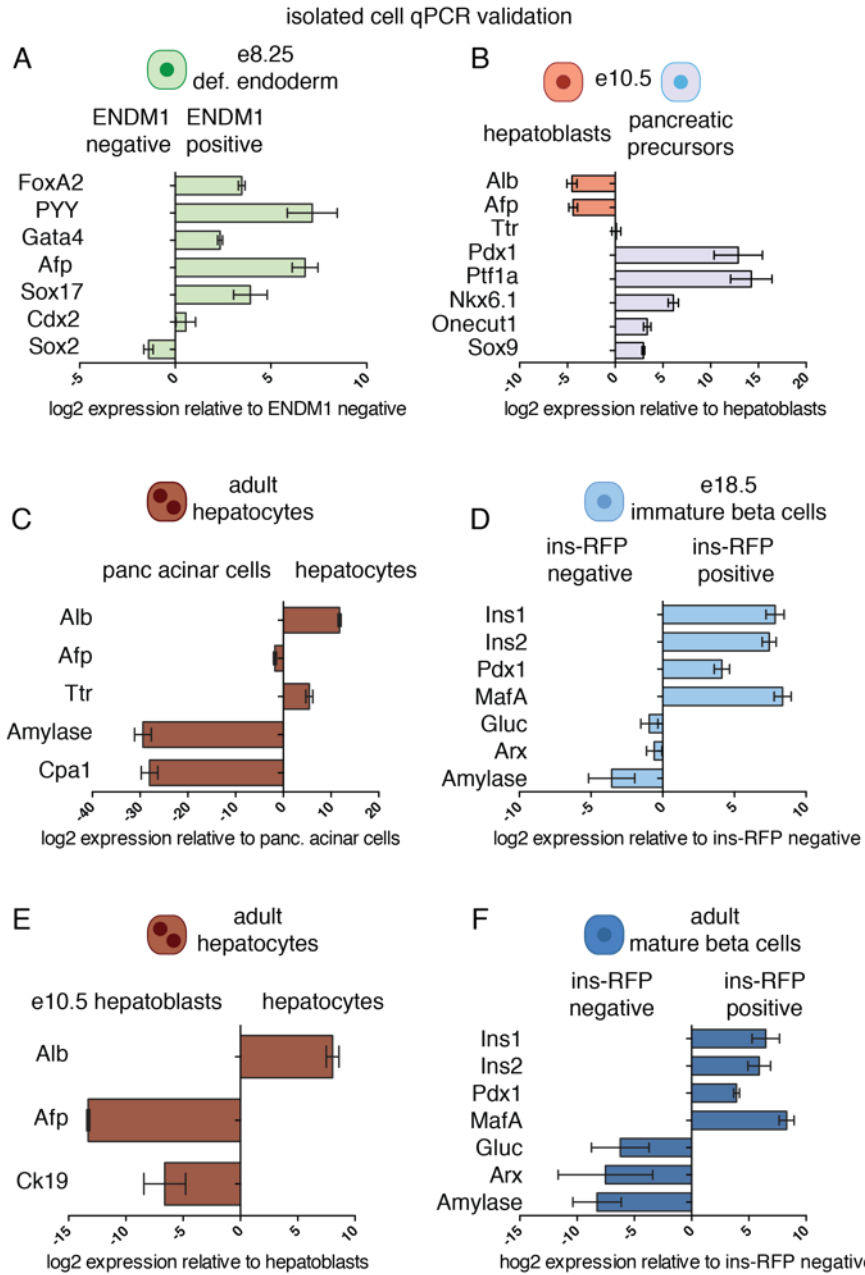 isolated cell qPCR validation
A
e8.25
def. endoderm
ENDM1
negative
ENDM1
positive
FoxA2
PYY
Gata4
Afp
Sox17
Cdx2
Sox2
-5
0
5
10
log2 expression relative to ENDM1 negative
B
e10.5
hepatoblasts
pancreatic
precursors
Alb
Afp
Ttr
Pdx1
Ptf1a
Nkx6.1
Onecut1
Sox9
-10
-5
0
5
10
15
20
log2 expression relative to hepatoblasts
C
adult
hepatocytes
panc acinar cells
hepatocytes
Alb
Afp
Ttr
Amylase
Cpa1
-40
-30
-20
-10
0
10
20
log2 expression relative to panc. acinar cells
D
e18.5
immature beta cells
ins-RFP
negative
ins-RFP
positive
Ins1
Ins2
Pdx1
MafA
Gluc
Arx
Amylase
-10
-5
0
5
10
log2 expression relative to ins-RFP negative
E
adult
hepatocytes
e10.5 hepatoblasts
hepatocytes
Alb
Afp
Ck19
-15
-10
-5
0
5
10
log2 expression relative to hepatoblasts
F
adult
mature beta cells
ins-RFP
negative
ins-RFP
positive
Ins1
Ins2
Pdx1
MafA
Gluc
Arx
Amylase
-15
-10
-5
0
5
10
hog2 expression relative to ins-RFP negative